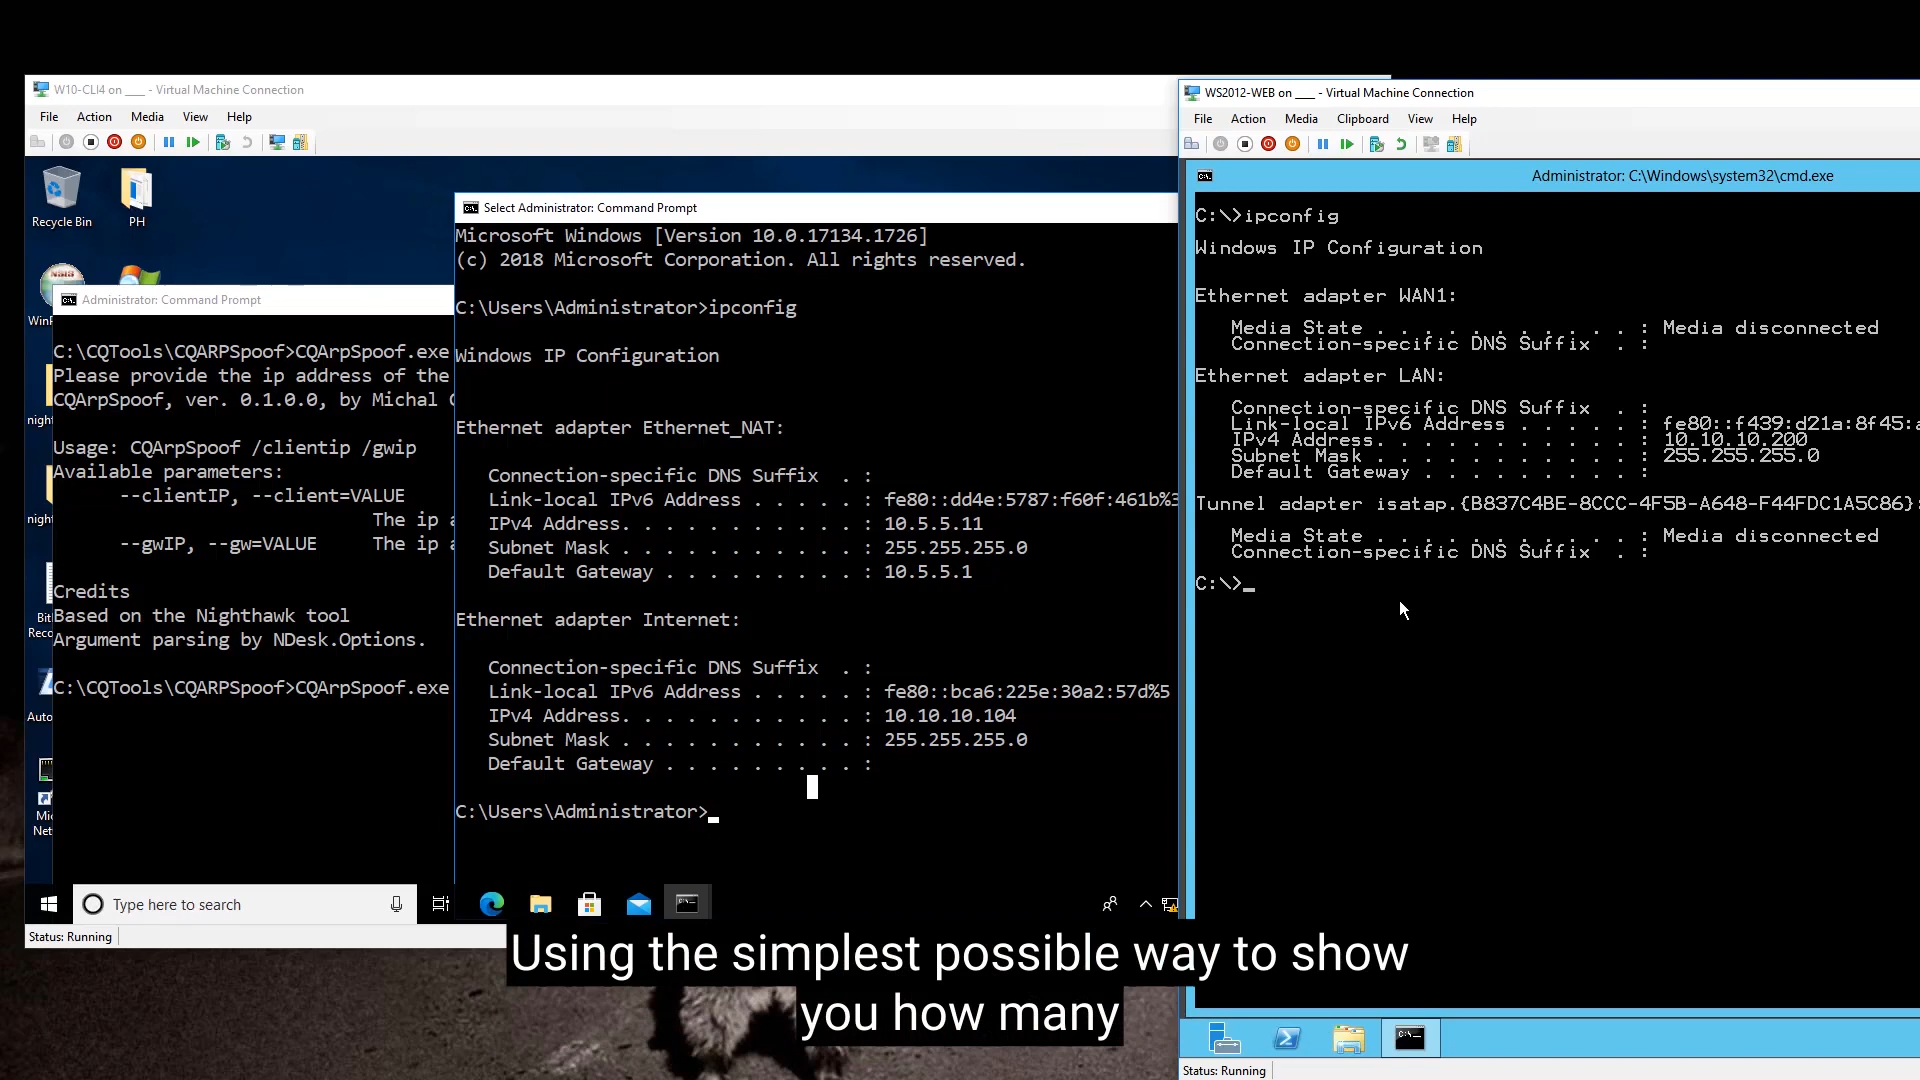 W10-CLI4 on ___ - Virtual Machine Connection
File Action Media View Help
Recycle Bin
PH
Administrator: Command Prompt
C:\CQTools\CQARPSpoof>CQArpSpoof.exe
Please provide the ip address of the
CQArpSpoof, ver. 0.1.0.0, by Michal
Usage: CQArpSpoof /clientip /gwip
Available parameters:
--clientIP, --client=VALUE
The ip
--gwIP, --gw=VALUE The ip
Credits
Based on the Nighthawk tool
Argument parsing by NDesk.Options.
C:\CQTools\CQARPSpoof>CQArpSpoof.exe
Select Administrator: Command Prompt
Microsoft Windows [Version 10.0.17134.1726]
(c) 2018 Microsoft Corporation. All rights reserved.
C:\Users\Administrator>ipconfig
Windows IP Configuration
Ethernet adapter Ethernet_NAT:
Connection-specific DNS Suffix . :
Link-local IPv6 Address . . . . . : fe80::dd4e:5787:f60f:461b%3
IPv4 Address. . . . . . . . . . . : 10.5.5.11
Subnet Mask . . . . . . . . . . . : 255.255.255.0
Default Gateway . . . . . . . . . : 10.5.5.1
Ethernet adapter Internet:
Connection-specific DNS Suffix . :
Link-local IPv6 Address . . . . . : fe80::bca6:225e:30a2:57d%5
IPv4 Address. . . . . . . . . . . : 10.10.10.104
Subnet Mask . . . . . . . . . . . : 255.255.255.0
Default Gateway . . . . . . . . . :
C:\Users\Administrator>
Type here to search
Status: Running
WS2012-WEB on ___ - Virtual Machine Connection
File Action Media Clipboard View Help
Administrator: C:\Windows\system32\cmd.exe
C:\>ipconfig
Windows IP Configuration
Ethernet adapter WAN1:
Media State . . . . . . . . . . . : Media disconnected
Connection-specific DNS Suffix . :
Ethernet adapter LAN:
Connection-specific DNS Suffix . :
Link-local IPv6 Address . . . . . : fe80::f439:d21a:8f45:
IPv4 Address. . . . . . . . . . . : 10.10.10.200
Subnet Mask . . . . . . . . . . . : 255.255.255.0
Default Gateway . . . . . . . . . :
Tunnel adapter isatap.{B837C4BE-8CCC-4F5B-A648-F44FDC1A5C86}:
Media State . . . . . . . . . . . : Media disconnected
Connection-specific DNS Suffix . :
C:\>_
Status: Running
Using the simplest possible way to show
you how many